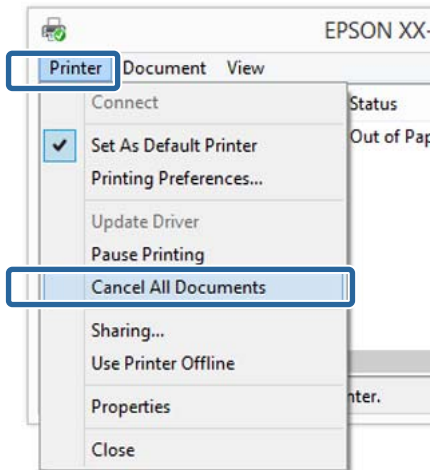 EPSON XX-
Printer Document View
Connect
Status
Set As Default Printer
Out of Pap
Printing Preferences...
Update Driver
Pause Printing
Cancel All Documents
Sharing...
Use Printer Offline
Properties
nter.
Close